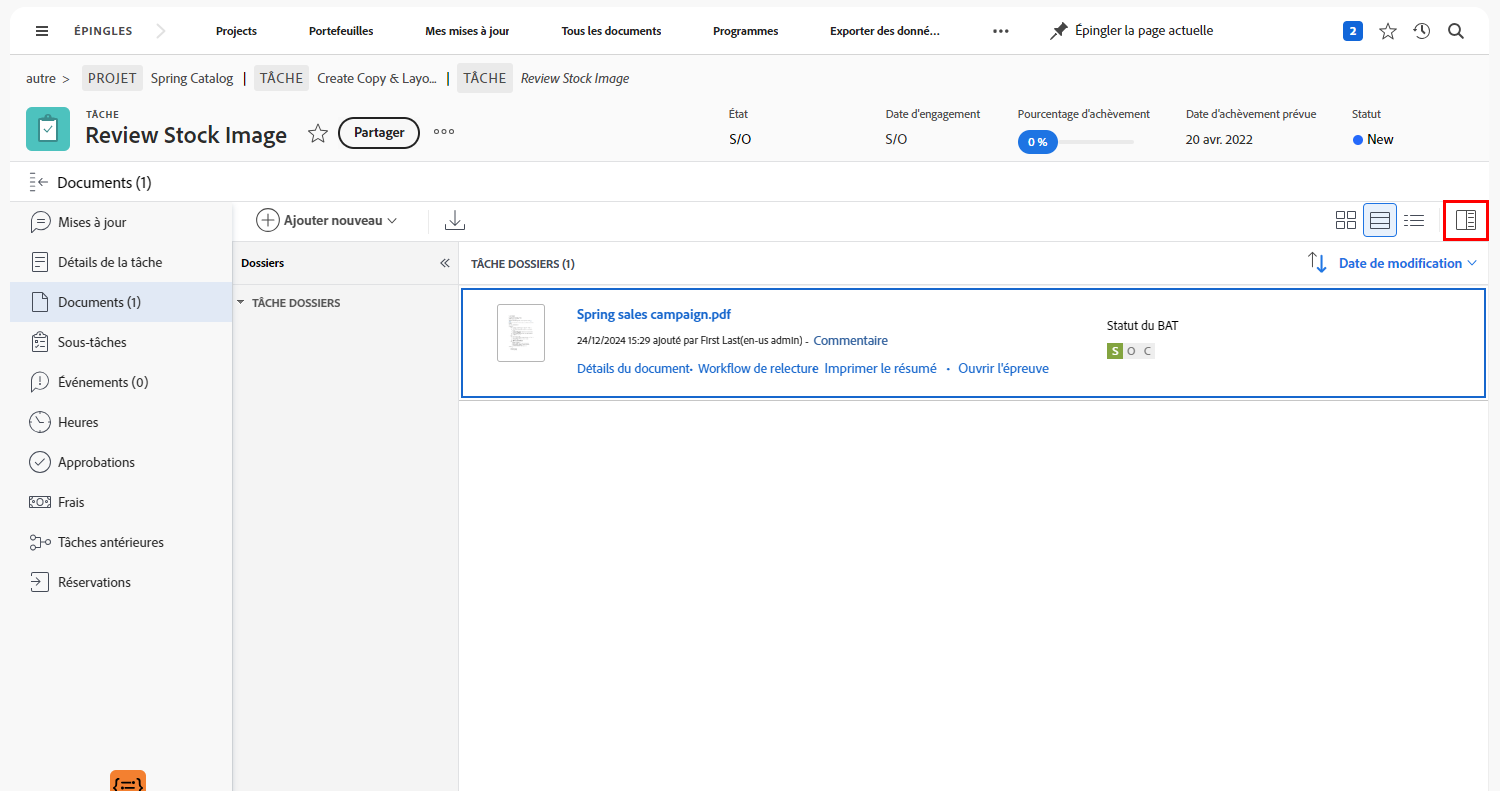 ÉPINGLES Projects Portefeuilles Mes mises à jour Tous les documents Programmes Exporter des donné... Épingler la page actuelle 2
autre > PROJET Spring Catalog | TÂCHE Create Copy & Layo... | TÂCHE Review Stock Image
TÂCHE
Review Stock Image Partager
État
S/O
Date d'engagement
S/O
Pourcentage d'achèvement
0 %
Date d'achèvement prévue
20 avr. 2022
Statut
New
Documents (1)
Mises à jour
Détails de la tâche
Documents (1)
Sous-tâches
Événements (0)
Heures
Approbations
Frais
Tâches antérieures
Réservations
Ajouter nouveau
Dossiers
TÂCHE DOSSIERS
TÂCHE DOSSIERS (1)
Date de modification
Spring sales campaign.pdf
24/12/2024 15:29 ajouté par First Last(en-us admin) - Commentaire
Détails du document• Workflow de relecture Imprimer le résumé • Ouvrir l'épreuve
Statut du BAT
S O C